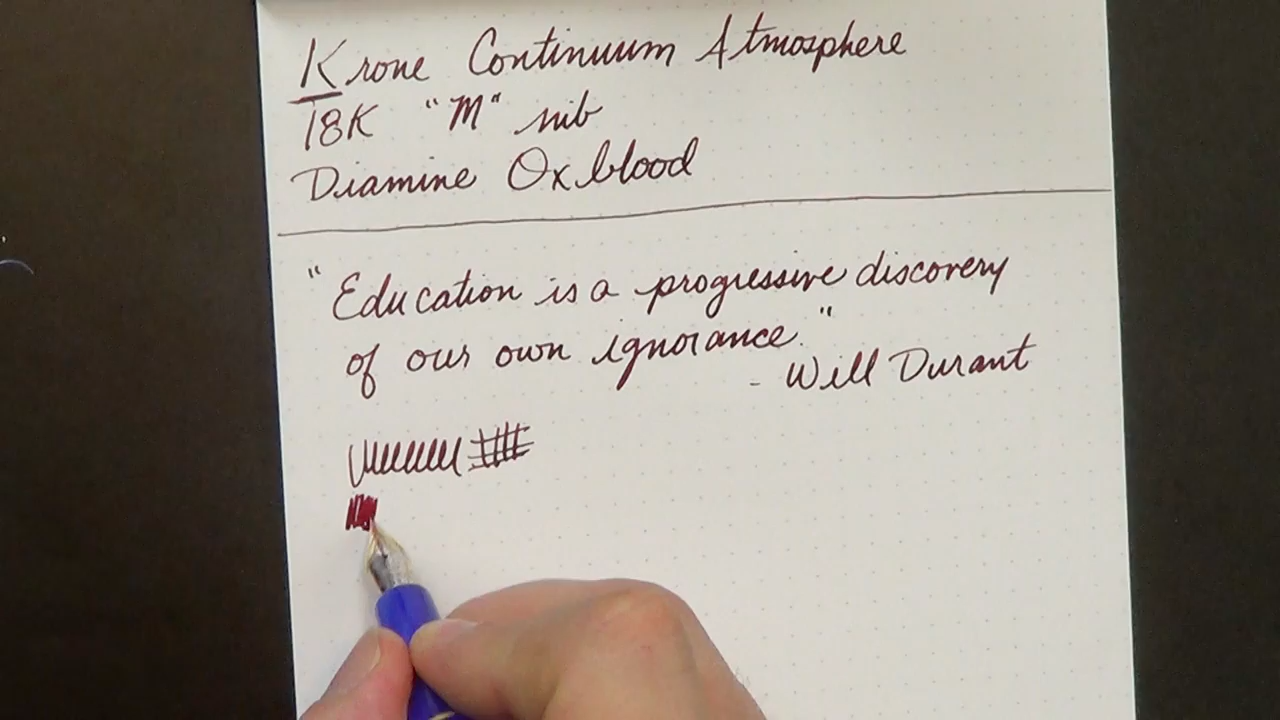 Krone Continuum Atmosphere
18K "M" nib
Diamine Oxblood
"Education is a progressive discovery
of our own ignorance."
- Will Durant